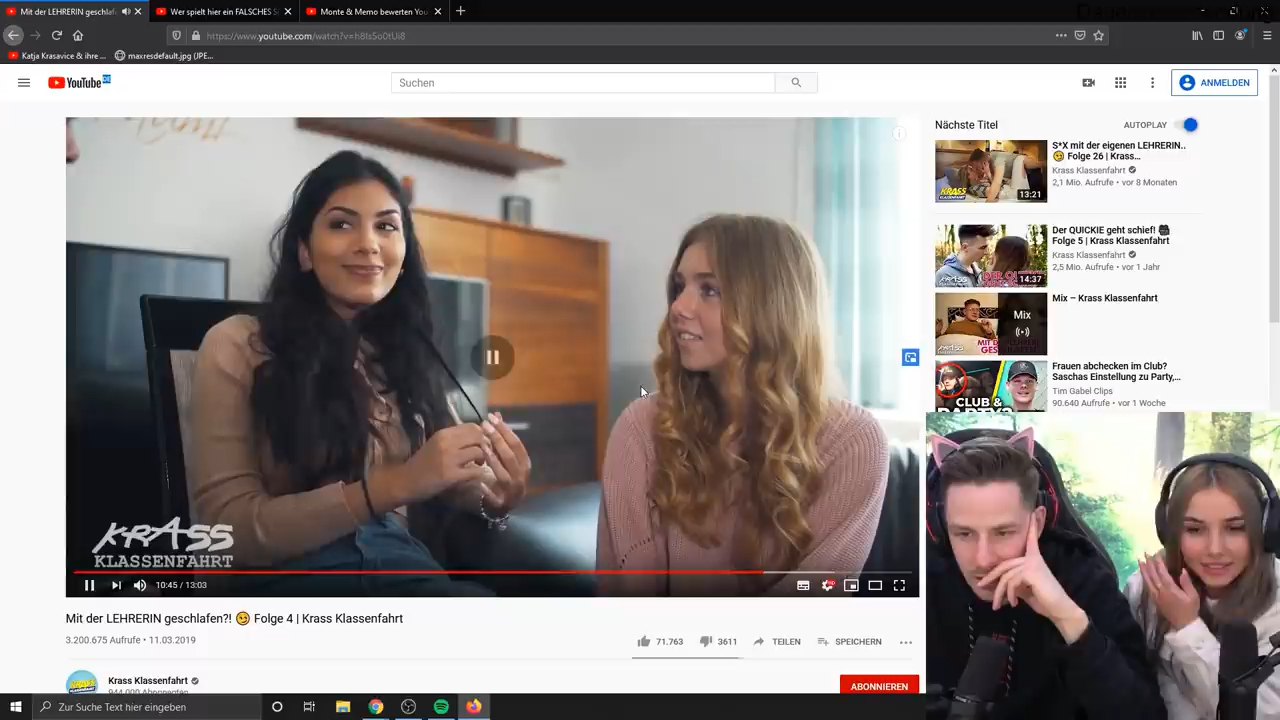 Mit der LEHRERIN geschlafe
Wer spielt hier ein FALSCHES S
Monte & Memo bewerten You
https://www.youtube.com/watch?v=h8Is5o0tUi8
Katja Krasavice & ihre ...
maxresdefault.jpg (JPE...
YouTube DE
Suchen
ANMELDEN
Nächste Titel
AUTOPLAY
S*X mit der eigenen LEHRERIN..
Folge 26 | Krass...
Krass Klassenfahrt
2,1 Mio. Aufrufe • vor 8 Monaten
KRASS
13:21
Der QUICKIE geht schief!
Folge 5 | Krass Klassenfahrt
Krass Klassenfahrt
2,5 Mio. Aufrufe • vor 1 Jahr
14:37
Mix – Krass Klassenfahrt
Mix
Frauen abchecken im Club?
Saschas Einstellung zu Party,...
Tim Gabel Clips
90.640 Aufrufe • vor 1 Woche
CLUB &
KRASS
KLASSENFAHRT
10:45 / 13:03
Mit der LEHRERIN geschlafen?! 😏 Folge 4 | Krass Klassenfahrt
3.200.675 Aufrufe • 11.03.2019
71.763
3611
TEILEN
SPEICHERN
Krass Klassenfahrt
944.000 Abonnenten
ABONNIEREN
Zur Suche Text hier eingeben